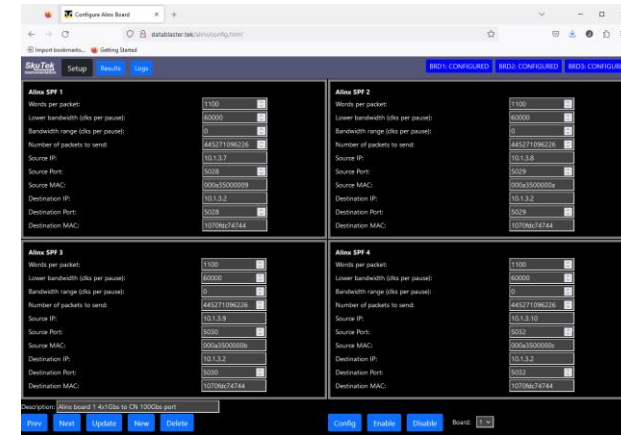 Configure Alinx Board
datablaster.tek/alinx/config.html
Import bookmarks... Getting Started
SkuTek Setup Results Logs BRD1: CONFIGURED BRD2: CONFIGURED BRD3: CONFIGURE
Alinx SPF 1
Words per packet: 1100
Lower bandwidth (clks per pause): 60000
Bandwidth range (clks per pause): 0
Number of packets to send: 445271096226
Source IP: 10.1.3.7
Source Port: 5028
Source MAC: 000a35000009
Destination IP: 10.1.3.2
Destination Port: 5028
Destination MAC: 1070fdc74744
Alinx SPF 2
Words per packet: 1100
Lower bandwidth (clks per pause): 60000
Bandwidth range (clks per pause): 0
Number of packets to send: 445271096226
Source IP: 10.1.3.8
Source Port: 5029
Source MAC: 000a3500000a
Destination IP: 10.1.3.2
Destination Port: 5029
Destination MAC: 1070fdc74744
Alinx SPF 3
Words per packet: 1100
Lower bandwidth (clks per pause): 60000
Bandwidth range (clks per pause): 0
Number of packets to send: 445271096226
Source IP: 10.1.3.9
Source Port: 5030
Source MAC: 000a3500000b
Destination IP: 10.1.3.2
Destination Port: 5030
Destination MAC: 1070fdc74744
Alinx SPF 4
Words per packet: 1100
Lower bandwidth (clks per pause): 60000
Bandwidth range (clks per pause): 0
Number of packets to send: 445271096226
Source IP: 10.1.3.10
Source Port: 5032
Source MAC: 000a3500000c
Destination IP: 10.1.3.2
Destination Port: 5032
Destination MAC: 1070fdc74744
Description: Alinx board 1 4x1Gbs to CN 100Gbs port
Prev Next Update New Delete Config Enable Disable Board: 1